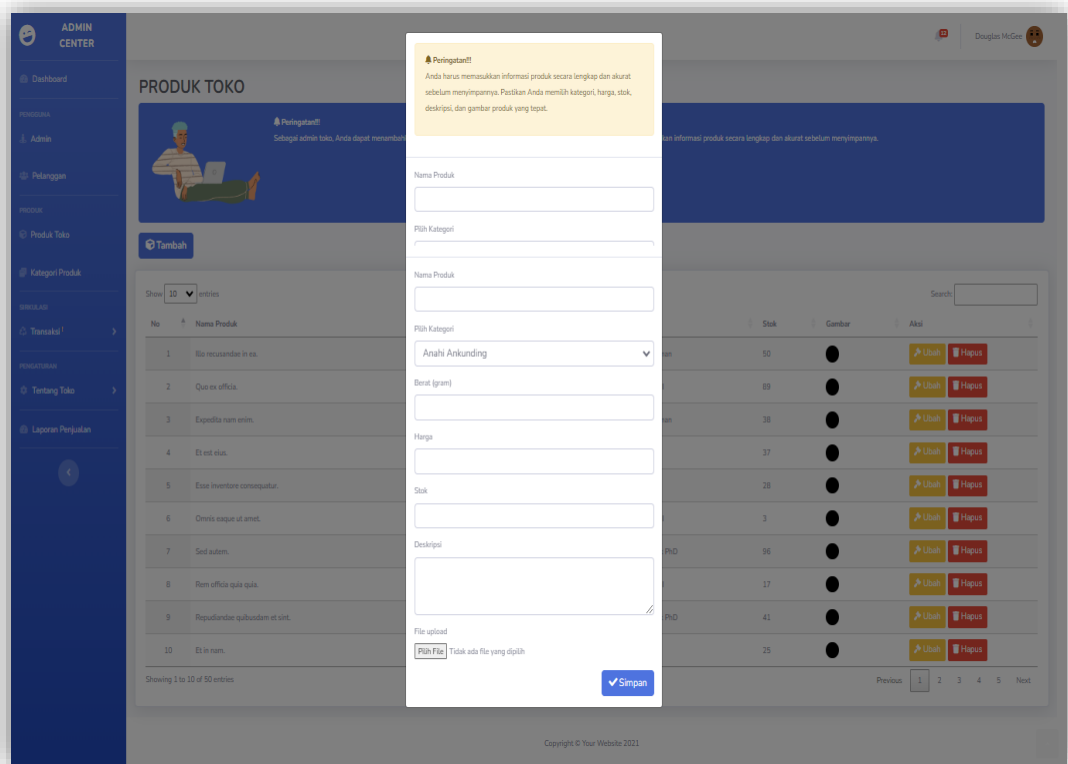 ADMIN
CENTER
Douglas McGee
Dashboard
PENGGUNA
Admin
Pelanggan
PRODUK
Produk Toko
Kategori Produk
SIRKULASI
Transaksi
PENGATURAN
Tentang Toko
Laporan Penjualan
PRODUK TOKO
Peringatan!!!
Sebagai admin toko, Anda dapat menambahk
kan informasi produk secara lengkap dan akurat sebelum menyimpannya.
Tambah
Show 10 entries
Search:
No Nama Produk Stok Gambar Aksi
1 Illo recusandae in ea. 50 Ubah Hapus
2 Quo ex officia. 89 Ubah Hapus
3 Expedita nam enim. 38 Ubah Hapus
4 Et est eius. 37 Ubah Hapus
5 Esse inventore consequatur. 28 Ubah Hapus
6 Omnis eaque ut amet. 3 Ubah Hapus
7 Sed autem. PhD 96 Ubah Hapus
8 Rem officia quia quia. 17 Ubah Hapus
9 Repudiandae quibusdam et sint. PhD 41 Ubah Hapus
10 Et in nam. 25 Ubah Hapus
Showing 1 to 10 of 50 entries
Previous 1 2 3 4 5 Next
Copyright © Your Website 2021
Peringatan!!!
Anda harus memasukkan informasi produk secara lengkap dan akurat
sebelum menyimpannya. Pastikan Anda memilih kategori, harga, stok,
deskripsi, dan gambar produk yang tepat.
Nama Produk
Pilih Kategori
Nama Produk
Pilih Kategori
Anahi Ankunding
Berat (gram)
Harga
Stok
Deskripsi
File upload
Pilih File Tidak ada file yang dipilih
Simpan